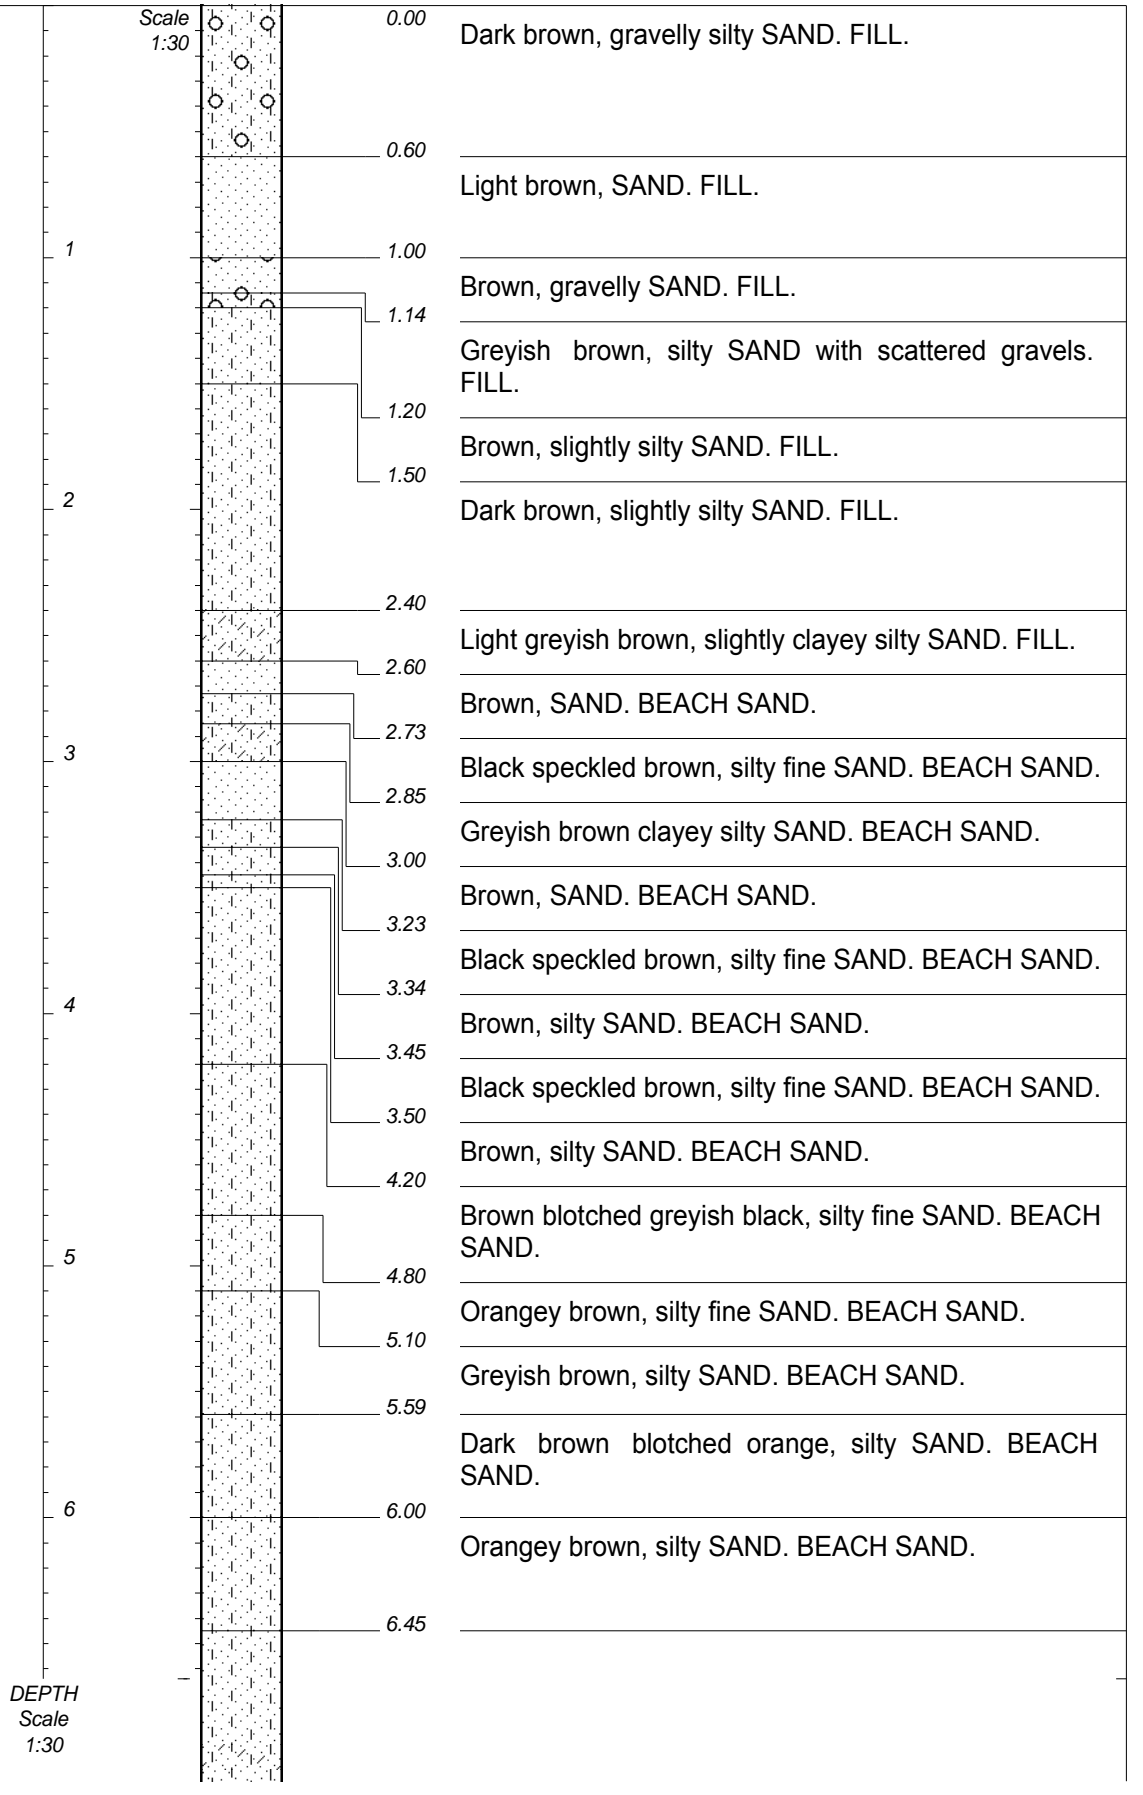 Scale
1:30
0.00
Dark brown, gravelly silty SAND. FILL.
0.60
Light brown, SAND. FILL.
1
1.00
Brown, gravelly SAND. FILL.
1.14
Greyish brown, silty SAND with scattered gravels.
FILL.
1.20
Brown, slightly silty SAND. FILL.
1.50
2
Dark brown, slightly silty SAND. FILL.
2.40
Light greyish brown, slightly clayey silty SAND. FILL.
2.60
Brown, SAND. BEACH SAND.
2.73
3
Black speckled brown, silty fine SAND. BEACH SAND.
2.85
Greyish brown clayey silty SAND. BEACH SAND.
3.00
Brown, SAND. BEACH SAND.
3.23
Black speckled brown, silty fine SAND. BEACH SAND.
3.34
4
Brown, silty SAND. BEACH SAND.
3.45
Black speckled brown, silty fine SAND. BEACH SAND.
3.50
Brown, silty SAND. BEACH SAND.
4.20
Brown blotched greyish black, silty fine SAND. BEACH
SAND.
5
4.80
Orangey brown, silty fine SAND. BEACH SAND.
5.10
Greyish brown, silty SAND. BEACH SAND.
5.59
Dark brown blotched orange, silty SAND. BEACH
SAND.
6
6.00
Orangey brown, silty SAND. BEACH SAND.
6.45
DEPTH
Scale
1:30